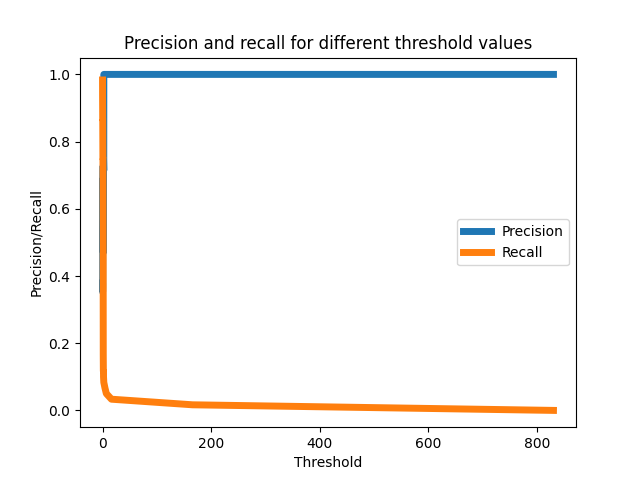 Precision and recall for different threshold values
Precision/Recall
1.0
0.8
0.6
0.4
0.2
0.0
Precision
Recall
0
200
400
600
800
Threshold